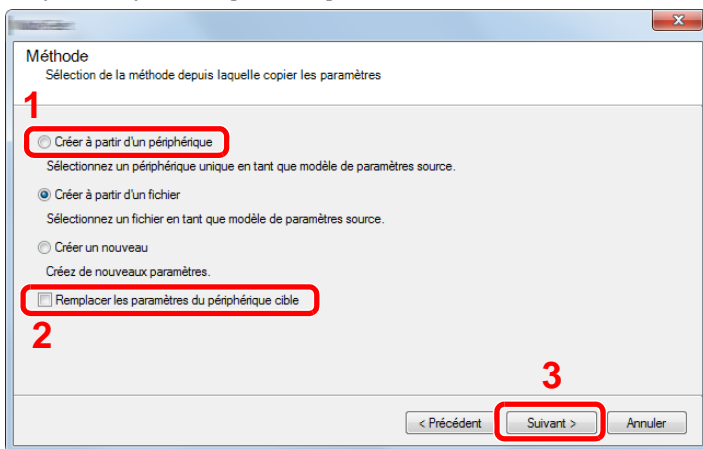 Méthode
Sélection de la méthode depuis laquelle copier les paramètres
1
Créer à partir d'un périphérique
Sélectionnez un périphérique unique en tant que modèle de paramètres source.
Créer à partir d'un fichier
Sélectionnez un fichier en tant que modèle de paramètres source.
Créer un nouveau
Créez de nouveaux paramètres.
Remplacer les paramètres du périphérique cible
2
3
< Précédent Suivant > Annuler